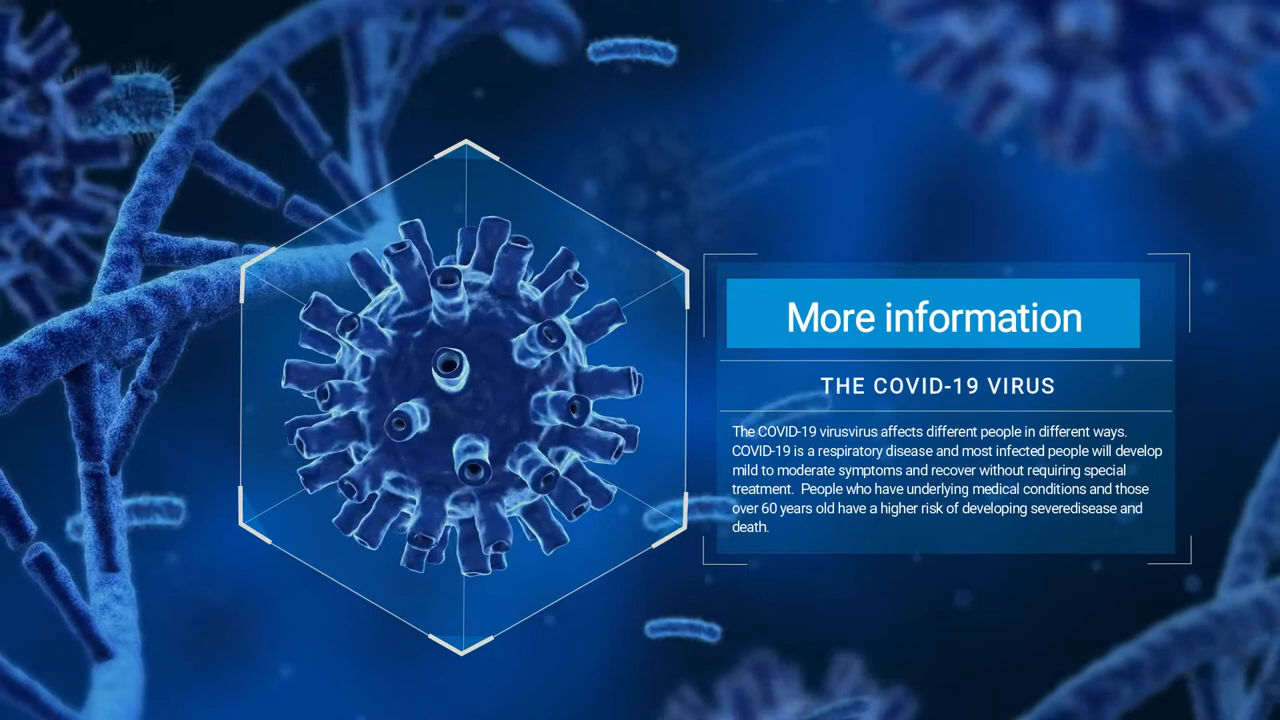 More information
THE COVID-19 VIRUS
The COVID-19 virusvirus affects different people in different ways.
COVID-19 is a respiratory disease and most infected people will develop
mild to moderate symptoms and recover without requiring special
treatment.  People who have underlying medical conditions and those
over 60 years old have a higher risk of developing severedisease and
death.